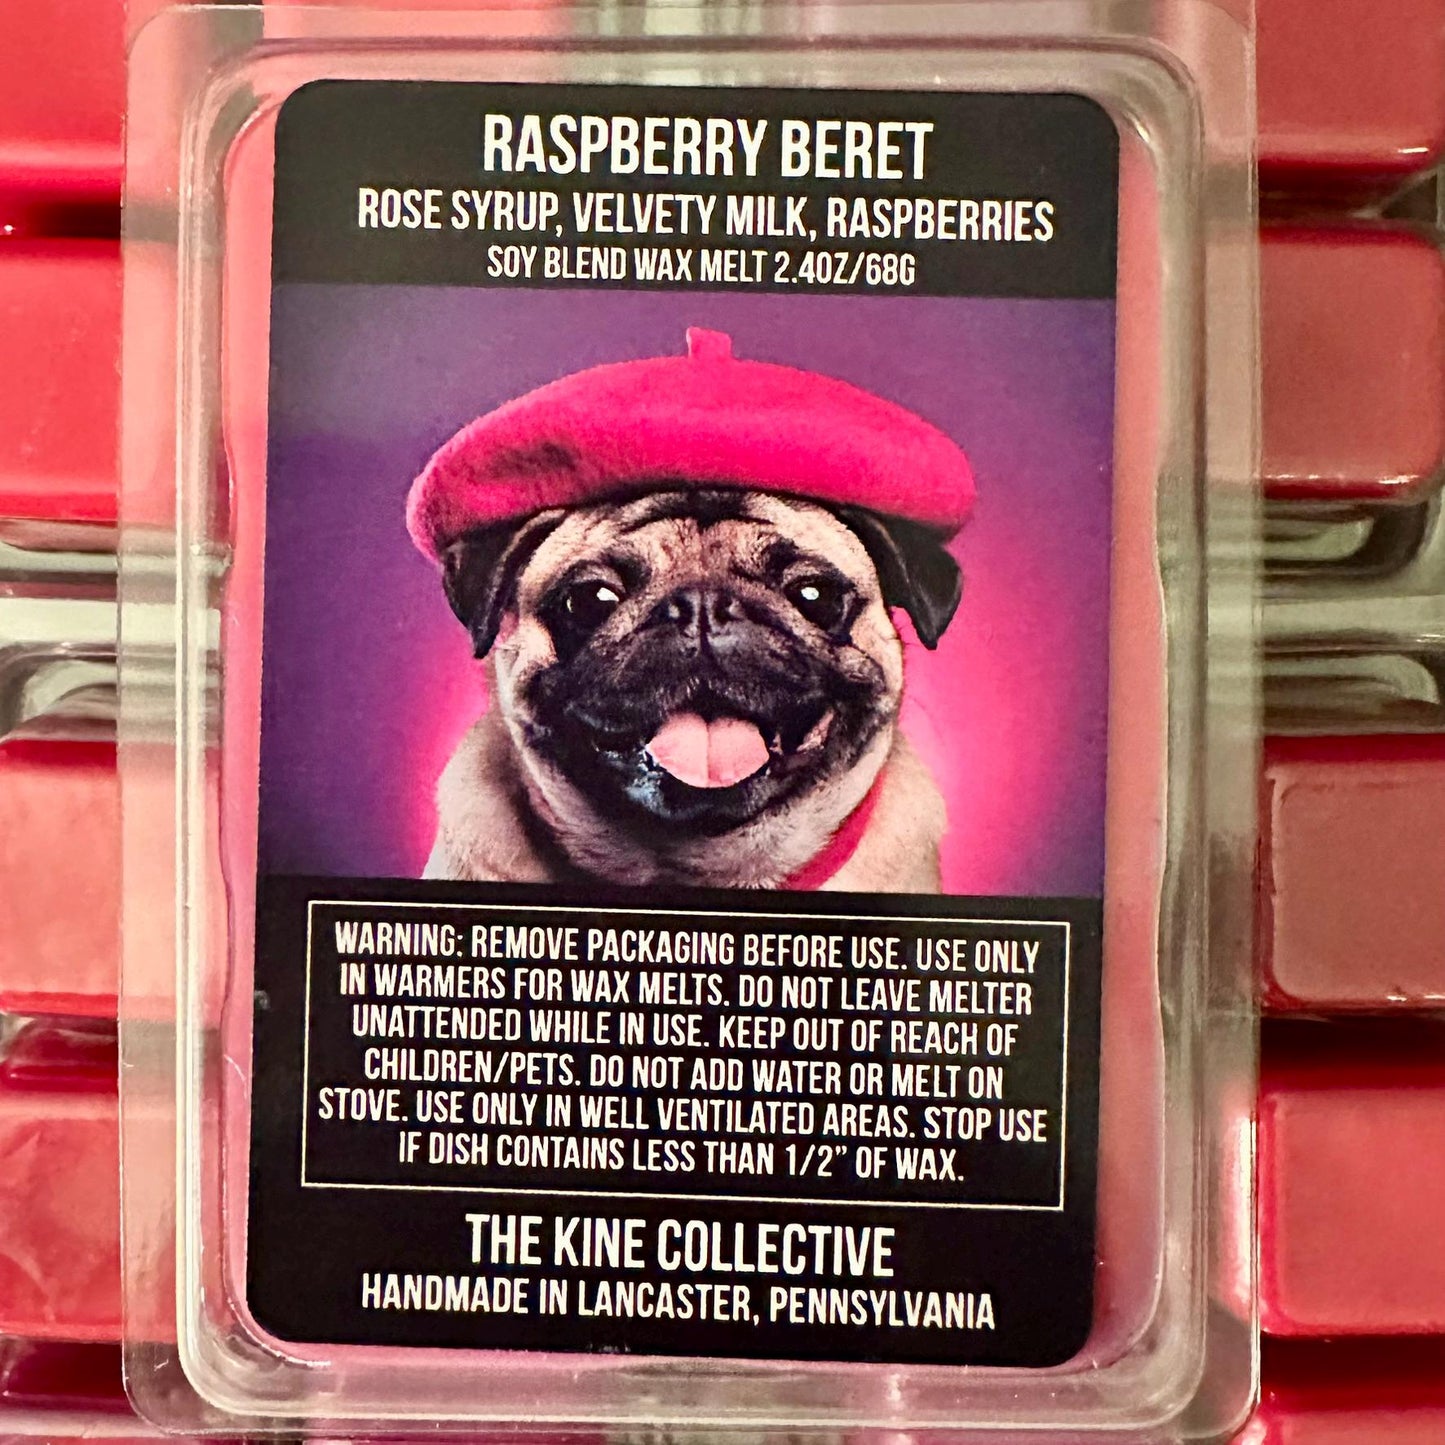 RASPBERRY BERET
ROSE SYRUP, VELVETY MILK, RASPBERRIES
SOY BLEND WAX MELT 2.4OZ/68G
WARNING: REMOVE PACKAGING BEFORE USE. USE ONLY
IN WARMERS FOR WAX MELTS. DO NOT LEAVE MELTER
UNATTENDED WHILE IN USE. KEEP OUT OF REACH OF
CHILDREN/PETS. DO NOT ADD WATER OR MELT ON
STOVE. USE ONLY IN WELL VENTILATED AREAS. STOP USE
IF DISH CONTAINS LESS THAN 1/2” OF WAX.
THE KINE COLLECTIVE
HANDMADE IN LANCASTER, PENNSYLVANIA